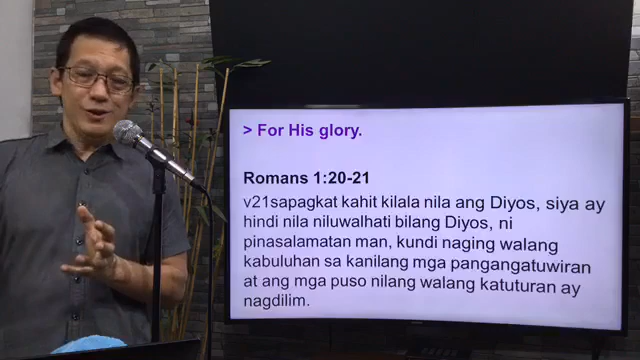 > For His glory.
Romans 1:20-21
v21sapagkat kahit kilala nila ang Diyos, siya ay
hindi nila niluwalhati bilang Diyos, ni
pinasalamatan man, kundi naging walang
kabuluhan sa kanilang mga pangangatuwiran
at ang mga puso nilang walang katuturan ay
nagdilim.